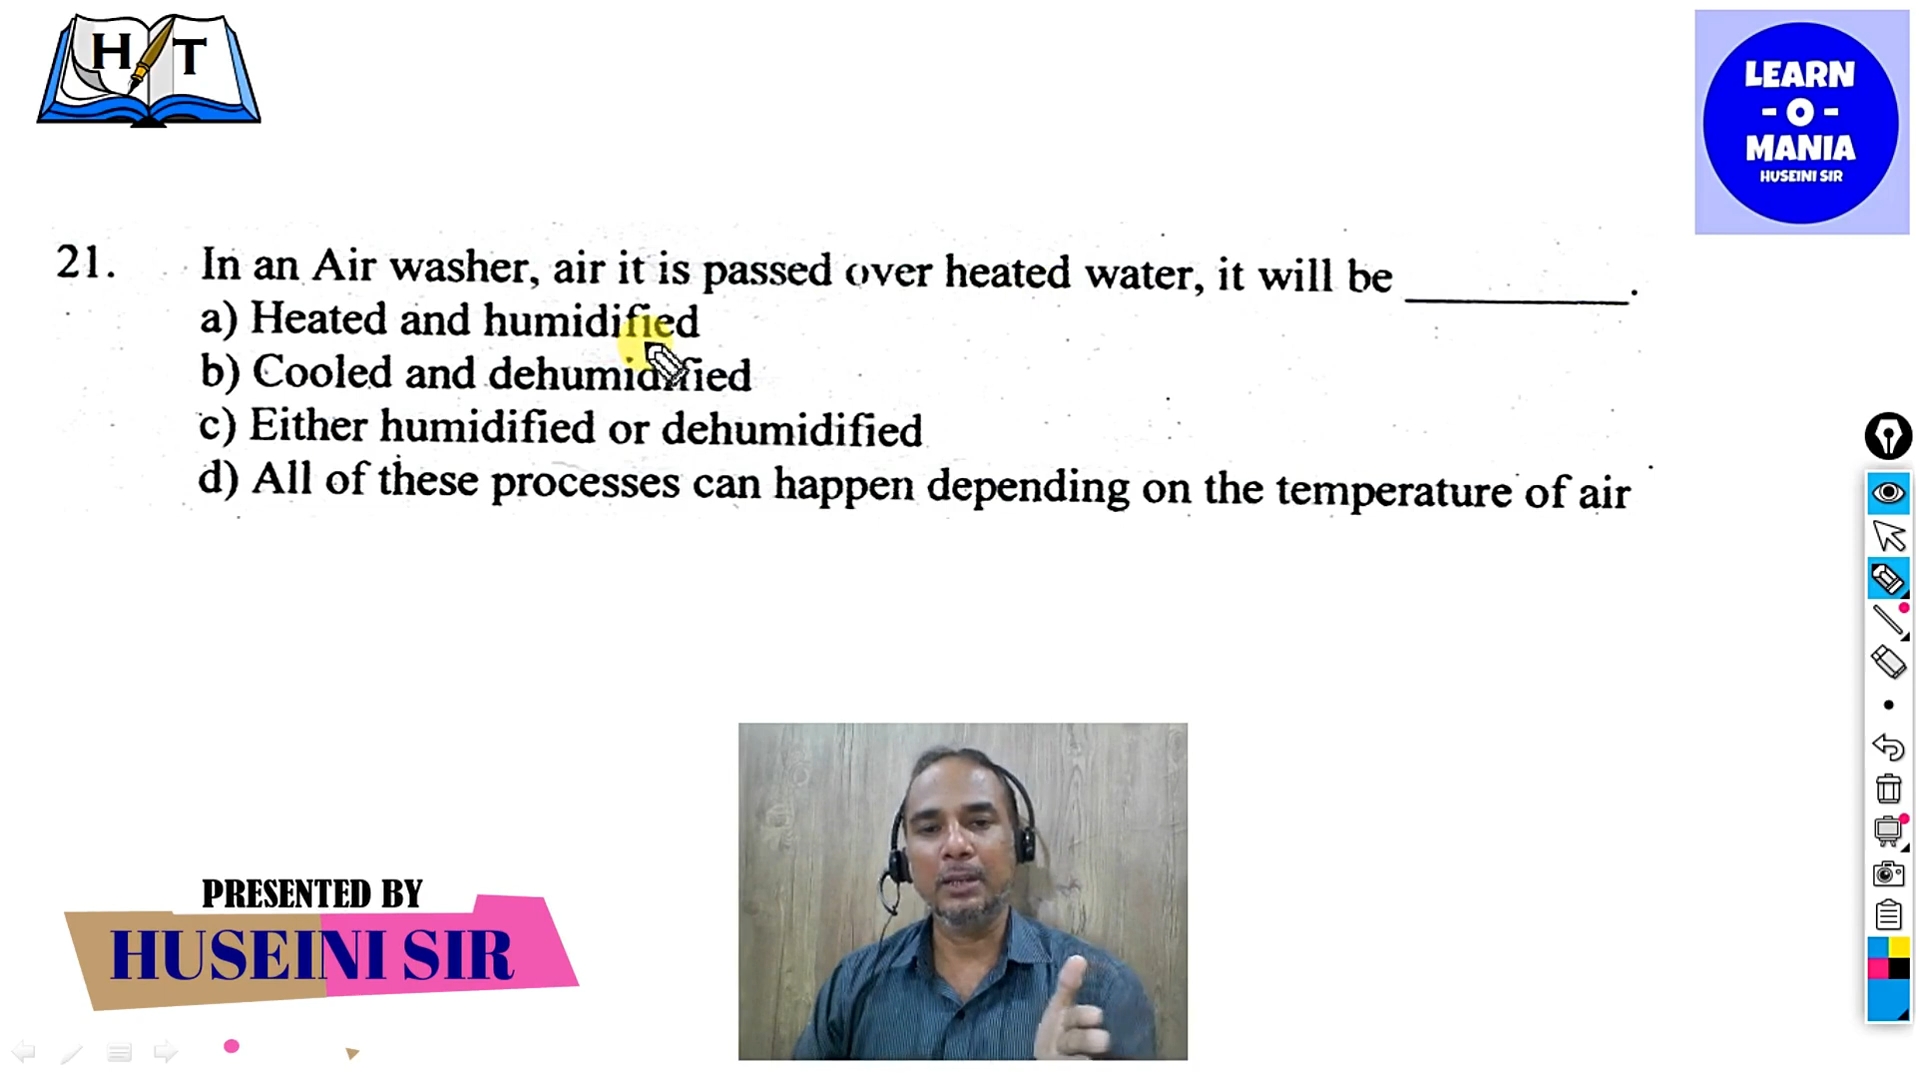 H T
LEARN
- O -
MANIA
HUSEINI SIR
21. In an Air washer, air it is passed over heated water, it will be __________.
a) Heated and humidified
b) Cooled and dehumidified
c) Either humidified or dehumidified
d) All of these processes can happen depending on the temperature of air
PRESENTED BY
HUSEINI SIR